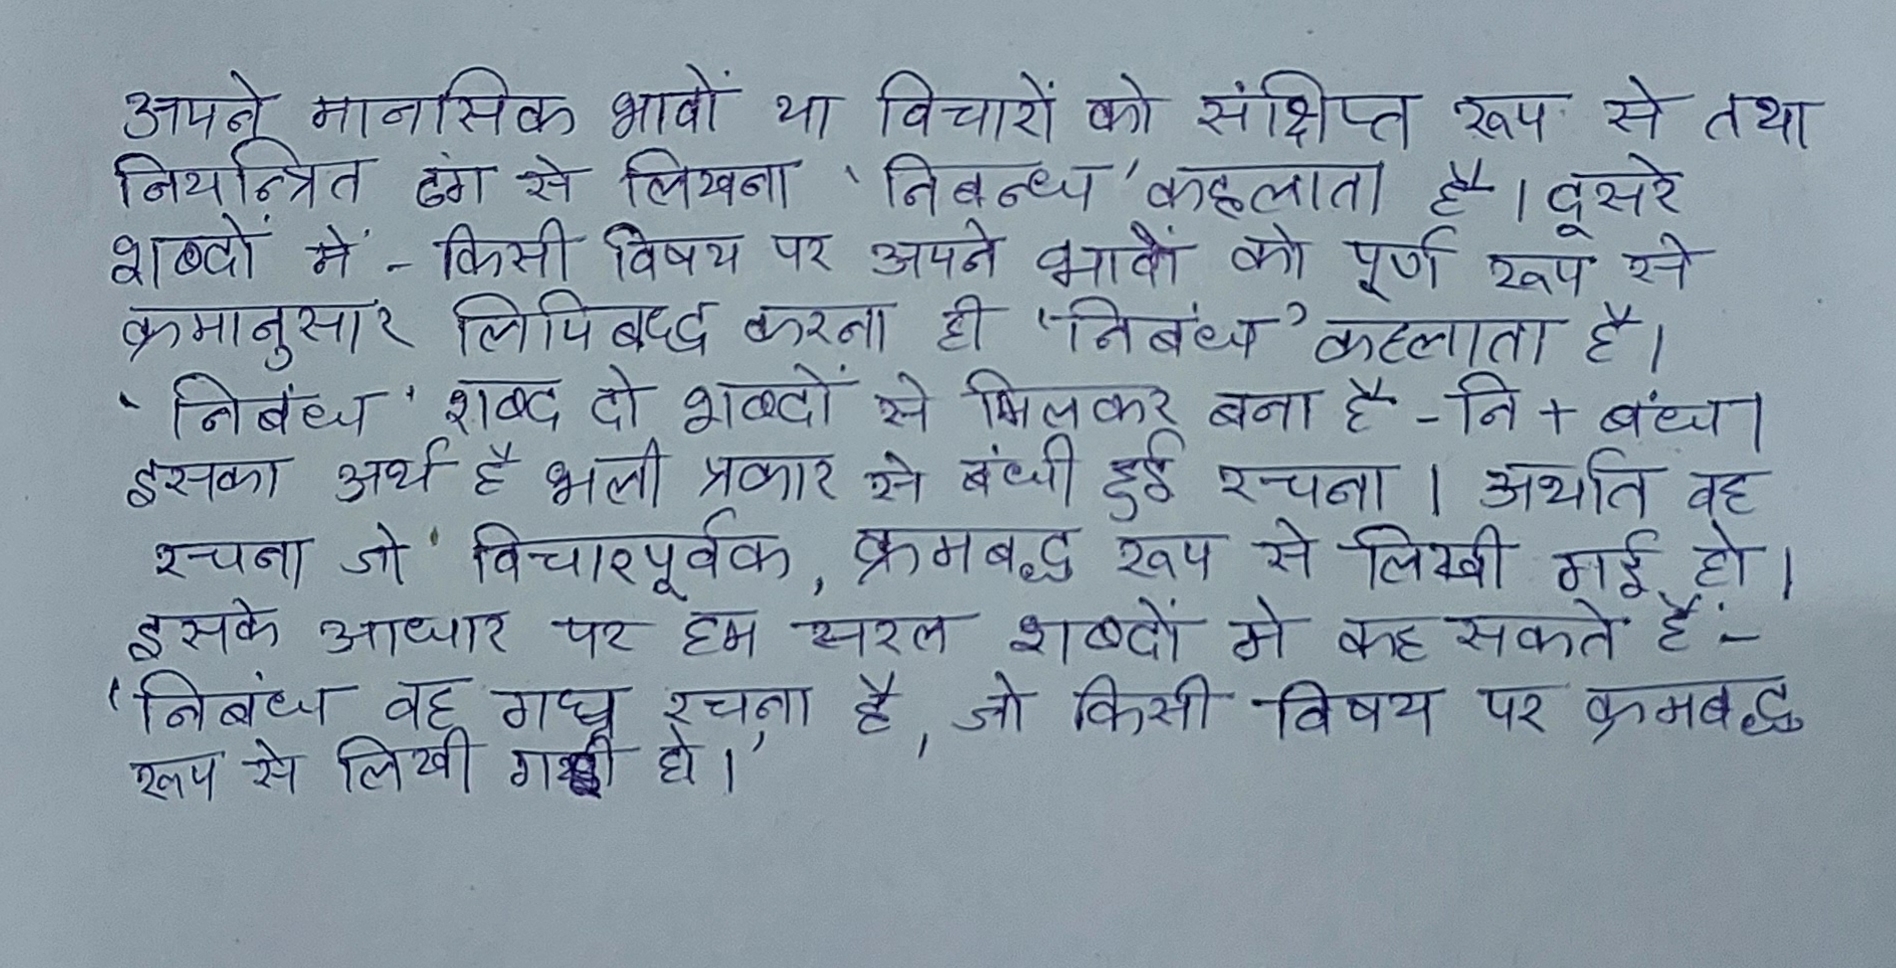 अपने मानसिक भावों या विचारों को संक्षिप्त रूप से तथा
नियन्त्रित ढंग से लिखना 'निबन्ध' कहलाता है। दूसरे
शब्दों में - किसी विषय पर अपने भावों को पूर्ण रूप से
क्रमानुसार लिपिबद्ध करना ही 'निबंध' कहलाता है।
'निबंध' शब्द दो शब्दों से मिलकर बना है - नि + बंध।
इसका अर्थ है भली प्रकार से बंधी हुई रचना। अर्थात वह
रचना जो विचारपूर्वक, क्रमबद्ध रूप से लिखी गई हो।
इसके आधार पर हम सरल शब्दों मे कह सकते हैं:-
'निबंध वह गद्य रचना है, जो किसी विषय पर क्रमबद्ध
रूप से लिखी गयी हो।'